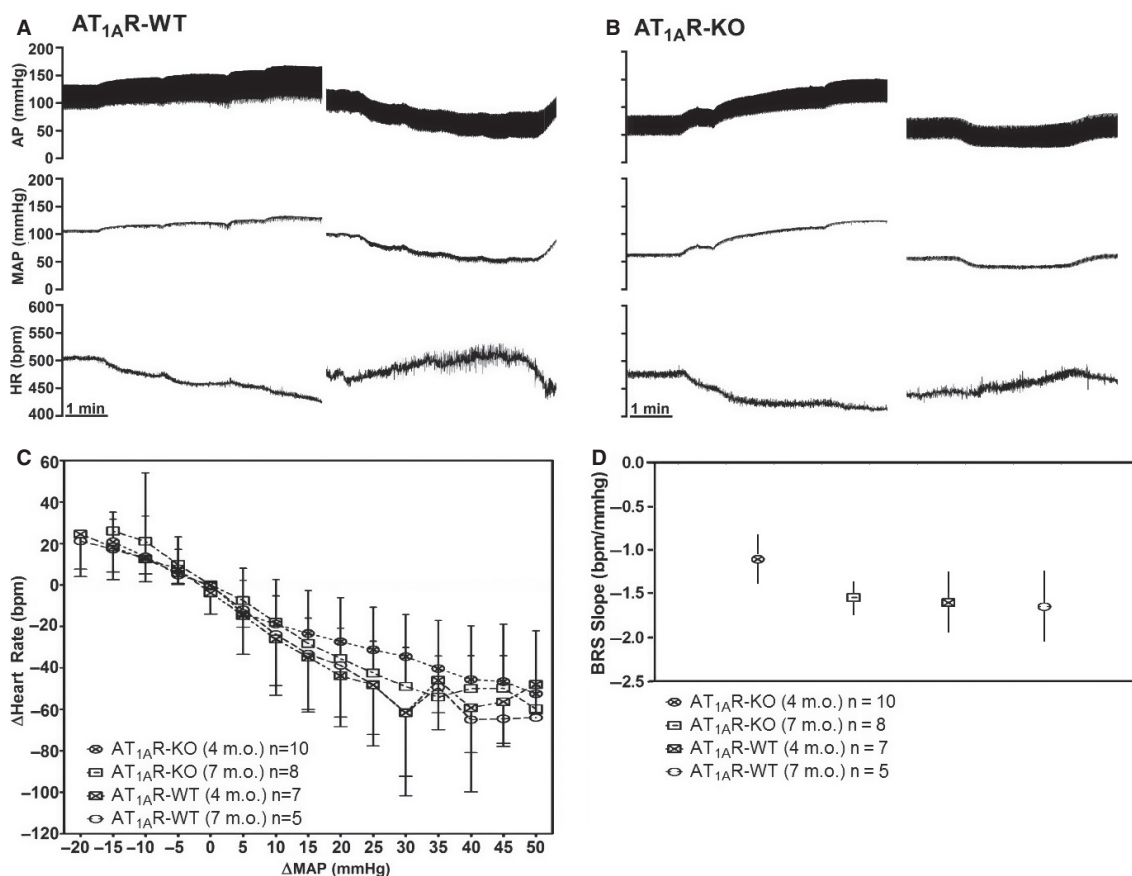 A AT1AR-WT
200
150
100
50
0
AP (mmHg)
200
150
100
50
0
MAP (mmHg)
600
550
500
450
400
HR (bpm)
1 min
B AT1AR-KO
1 min
C
60
40
20
0
–20
–40
–60
–80
–100
–120
ΔHeart Rate (bpm)
AT1AR-KO (4 m.o.) n=10
AT1AR-KO (7 m.o.) n=8
AT1AR-WT (4 m.o.) n=7
AT1AR-WT (7 m.o.) n=5
–20 –15 –10 –5 0 5 10 15 20 25 30 35 40 45 50
ΔMAP (mmHg)
D
0.0
–0.5
–1.0
–1.5
–2.0
–2.5
BRS Slope (bpm/mmhg)
AT1AR-KO (4 m.o.) n = 10
AT1AR-KO (7 m.o.) n = 8
AT1AR-WT (4 m.o.) n = 7
AT1AR-WT (7 m.o.) n = 5